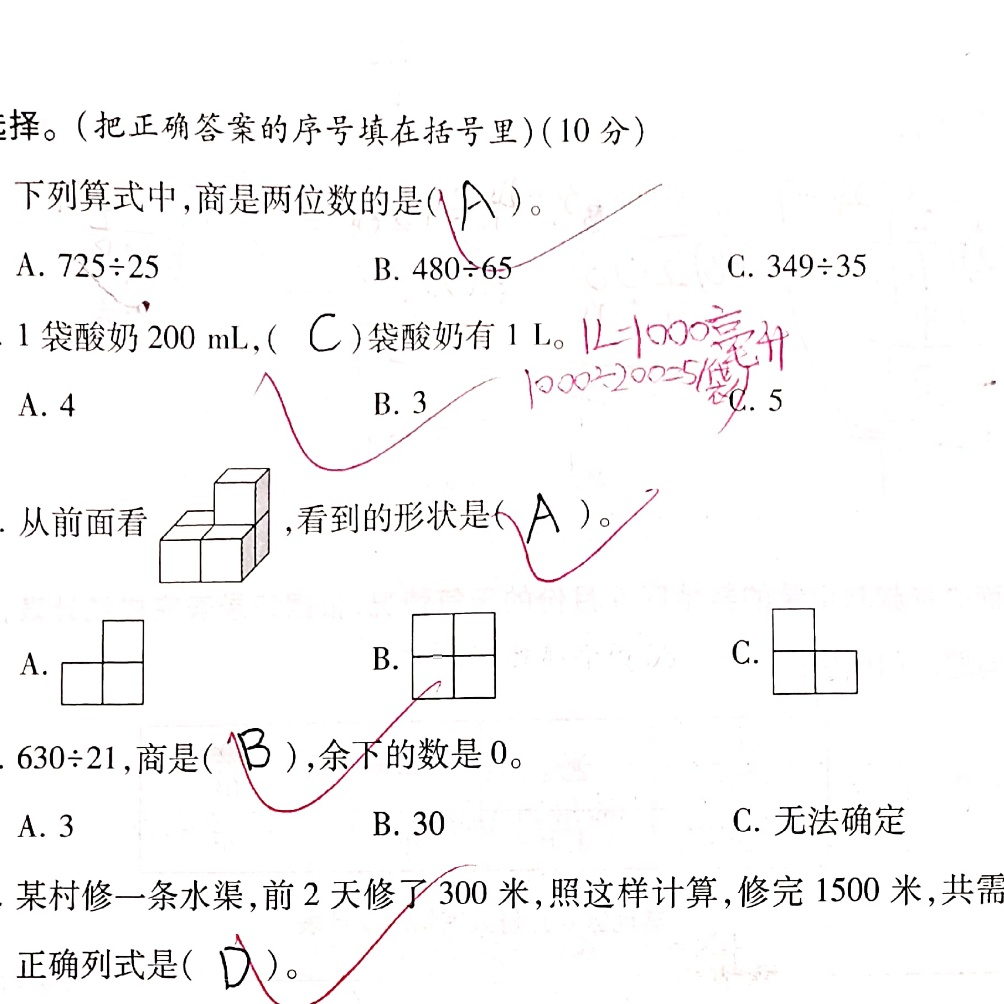 择。(把正确答案的序号填在括号里)(10 分)
下列算式中,商是两位数的是( A )。
A. 725÷25 B. 480÷65 C. 349÷35
1 袋酸奶 200 mL,( C )袋酸奶有 1 L。 1L=1000毫升
1000÷200=5(袋)
A. 4 B. 3 C. 5
从前面看 ,看到的形状是( A )。
A. B. C.
630÷21,商是( B ),余下的数是 0。
A. 3 B. 30 C. 无法确定
某村修一条水渠,前 2 天修了 300 米,照这样计算,修完 1500 米,共需
正确列式是( D )。